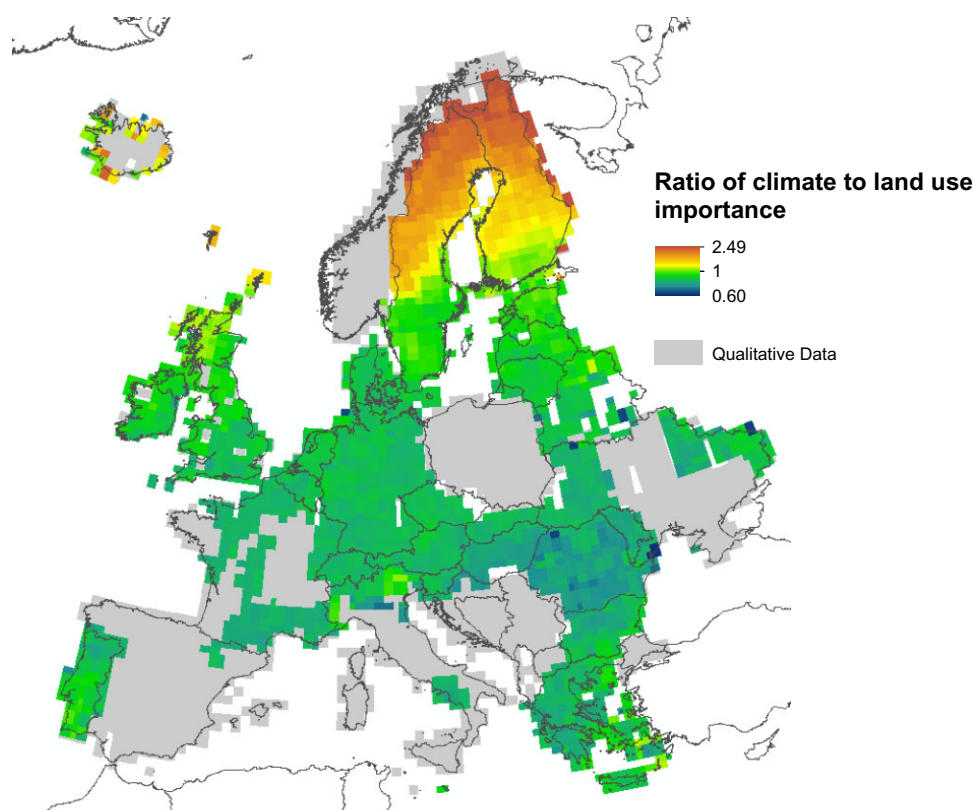 Ratio of climate to land use
importance
2.49
1
0.60
Qualitative Data